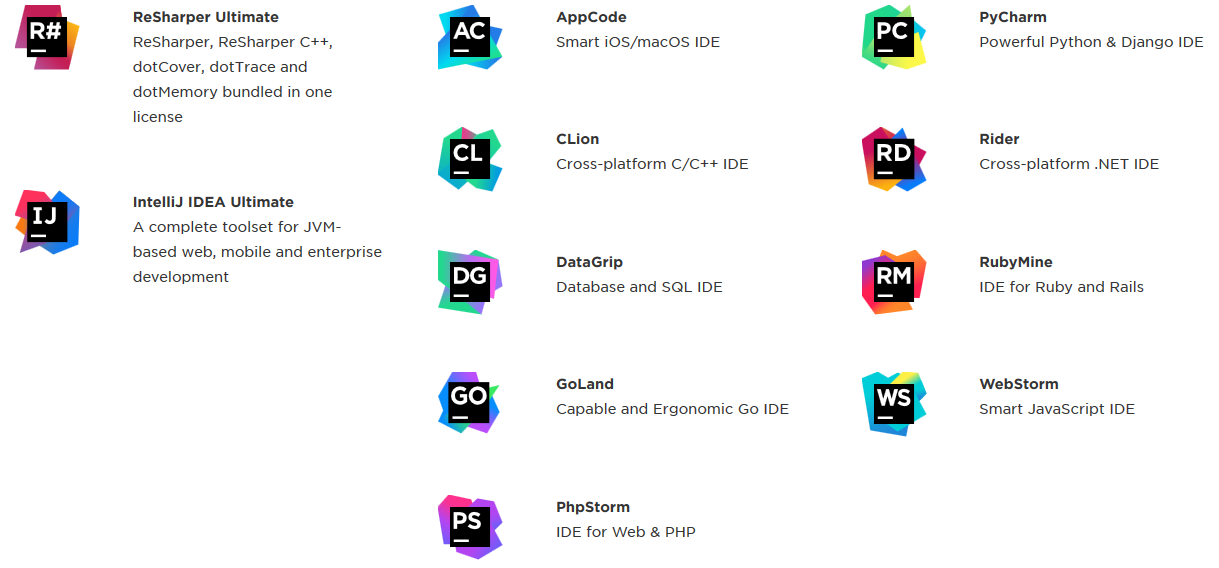 R#
ReSharper Ultimate
ReSharper, ReSharper C++,
dotCover, dotTrace and
dotMemory bundled in one
license
IJ
IntelliJ IDEA Ultimate
A complete toolset for JVM-
based web, mobile and enterprise
development
AC
AppCode
Smart iOS/macOS IDE
CL
CLion
Cross-platform C/C++ IDE
DG
DataGrip
Database and SQL IDE
GO
GoLand
Capable and Ergonomic Go IDE
PS
PhpStorm
IDE for Web & PHP
PC
PyCharm
Powerful Python & Django IDE
RD
Rider
Cross-platform .NET IDE
RM
RubyMine
IDE for Ruby and Rails
WS
WebStorm
Smart JavaScript IDE